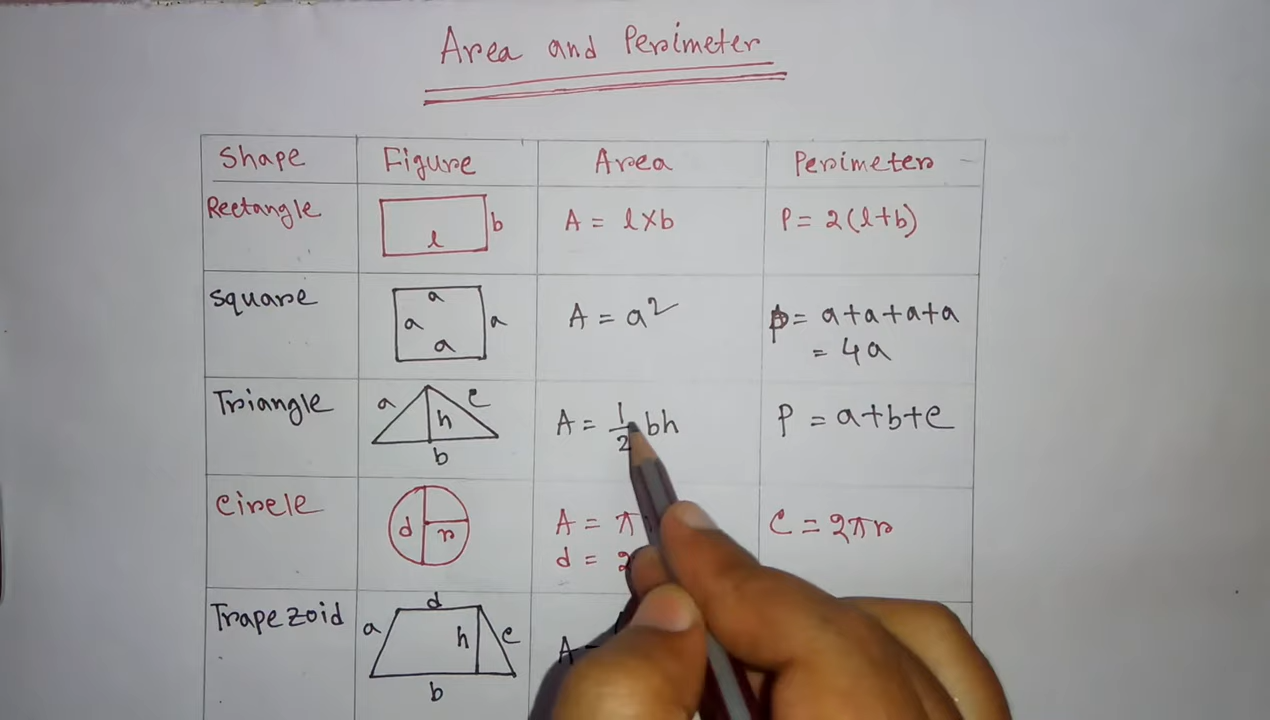 Area and Perimeter
Shape Figure Area Perimeter
Rectangle l b A = l×b P = 2(l+b)
Square a a a a A = a² P = a+a+a+a
= 4a
Triangle a h c b A = 1/2 bh P = a+b+c
Circle d r A = π C = 2πr
d = 2
Trapezoid d a h c b A =